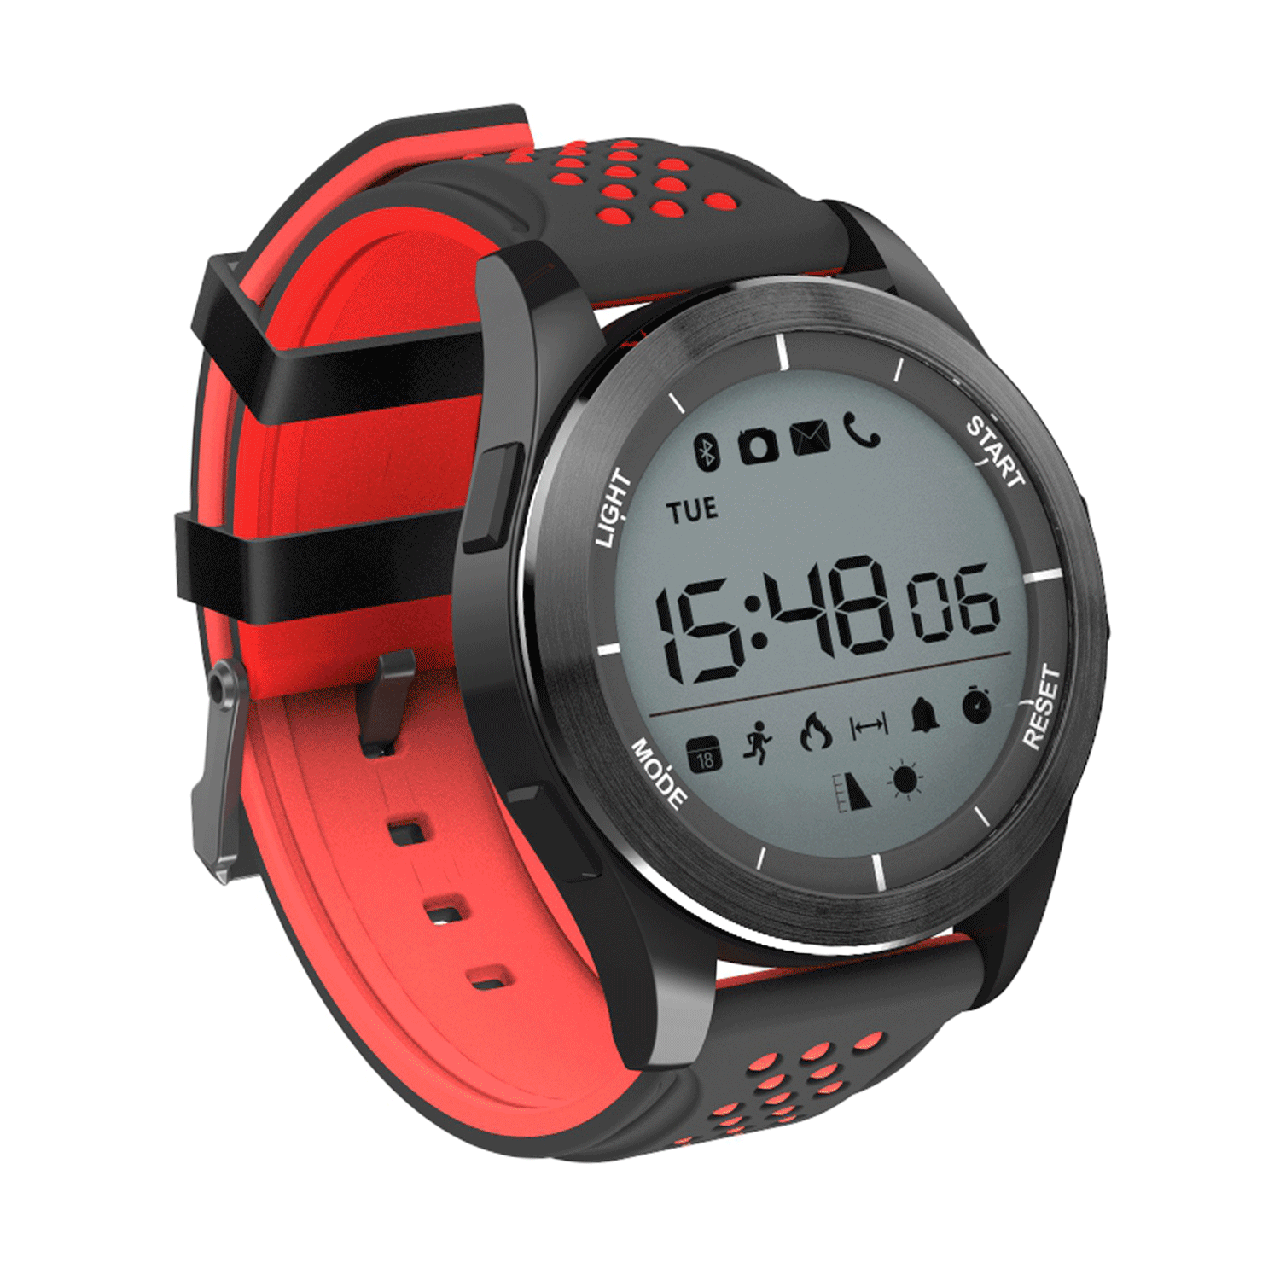 START
LIGHT
TUE
15:48 06
RESET
MODE
18